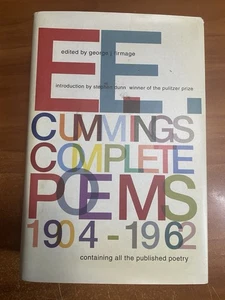 E.E.
edited by george j. firmage
introduction by stephen dunn winner of the pulitzer prize
CUMMINGS
COMPLETE
POEMS
1904-1962
containing all the published poetry